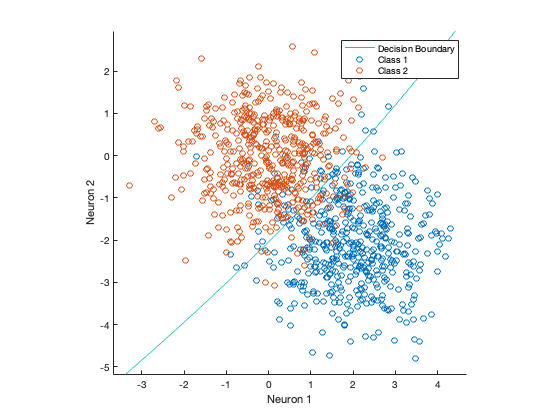 Decision Boundary
Class 1
Class 2
2
1
0
-1
-2
-3
-4
-5
Neuron 2
-3 -2 -1 0 1 2 3 4
Neuron 1